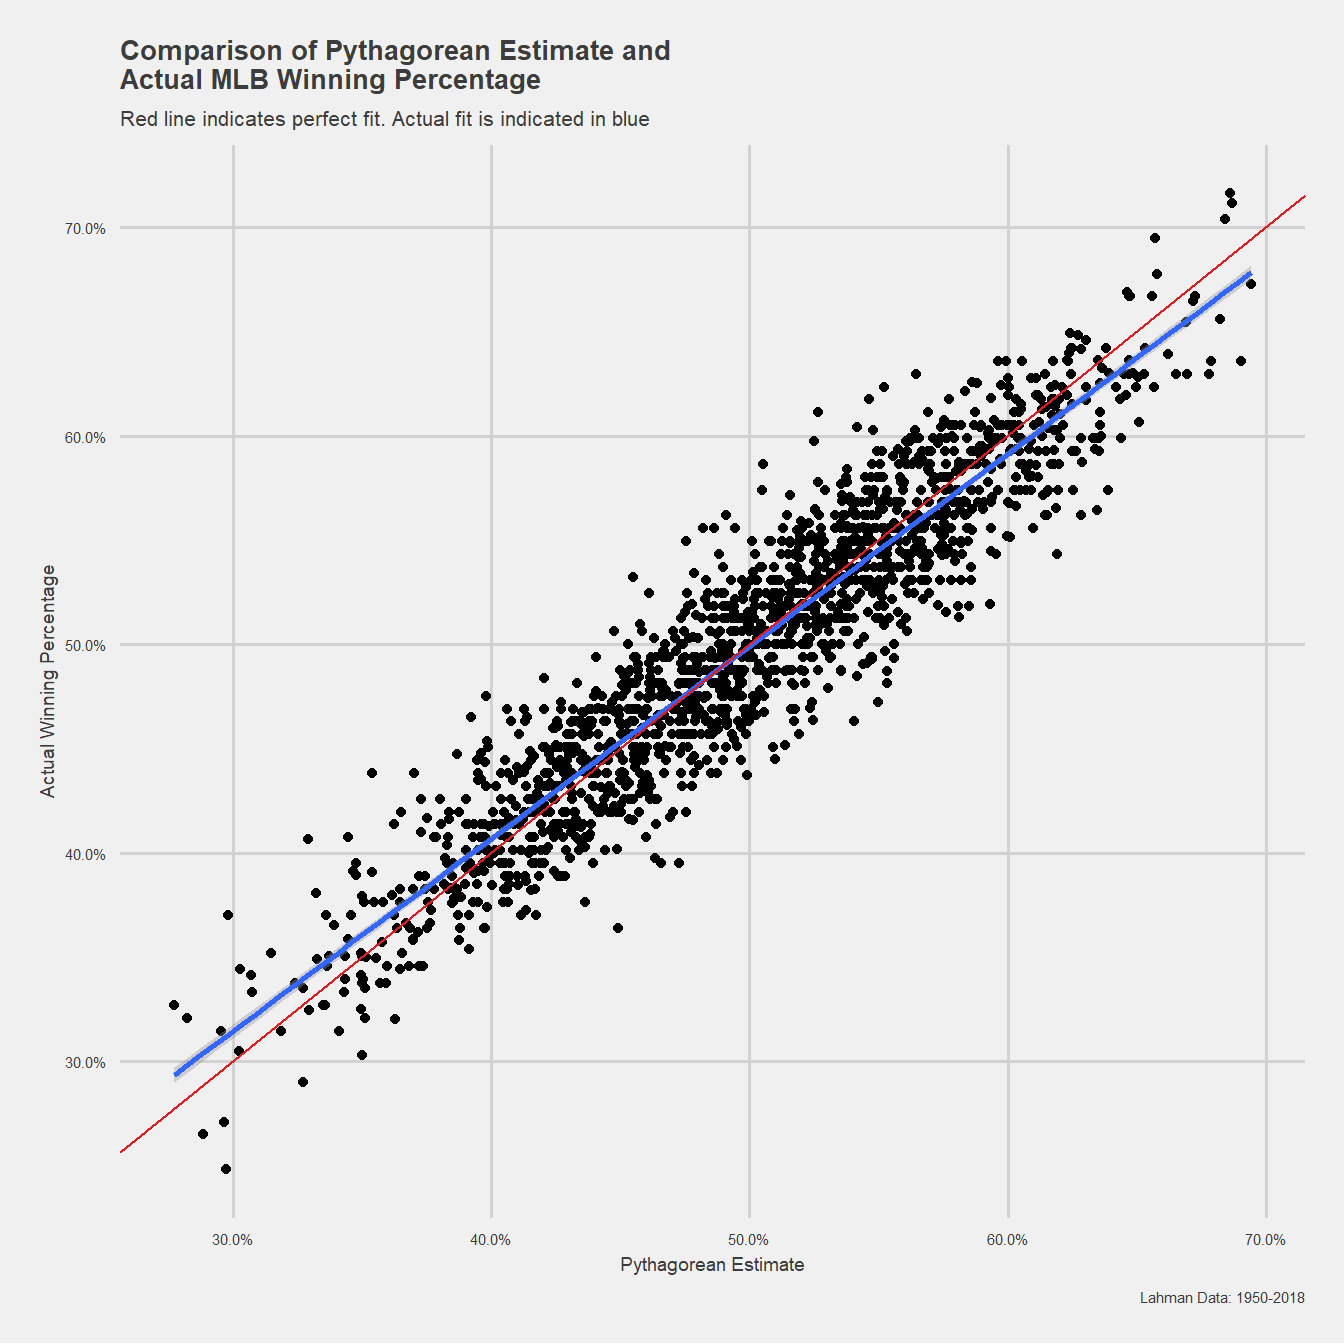 Comparison of Pythagorean Estimate and
Actual MLB Winning Percentage
Red line indicates perfect fit. Actual fit is indicated in blue
70.0%
60.0%
50.0%
40.0%
30.0%
Actual Winning Percentage
30.0%
40.0%
50.0%
60.0%
70.0%
Pythagorean Estimate
Lahman Data: 1950-2018